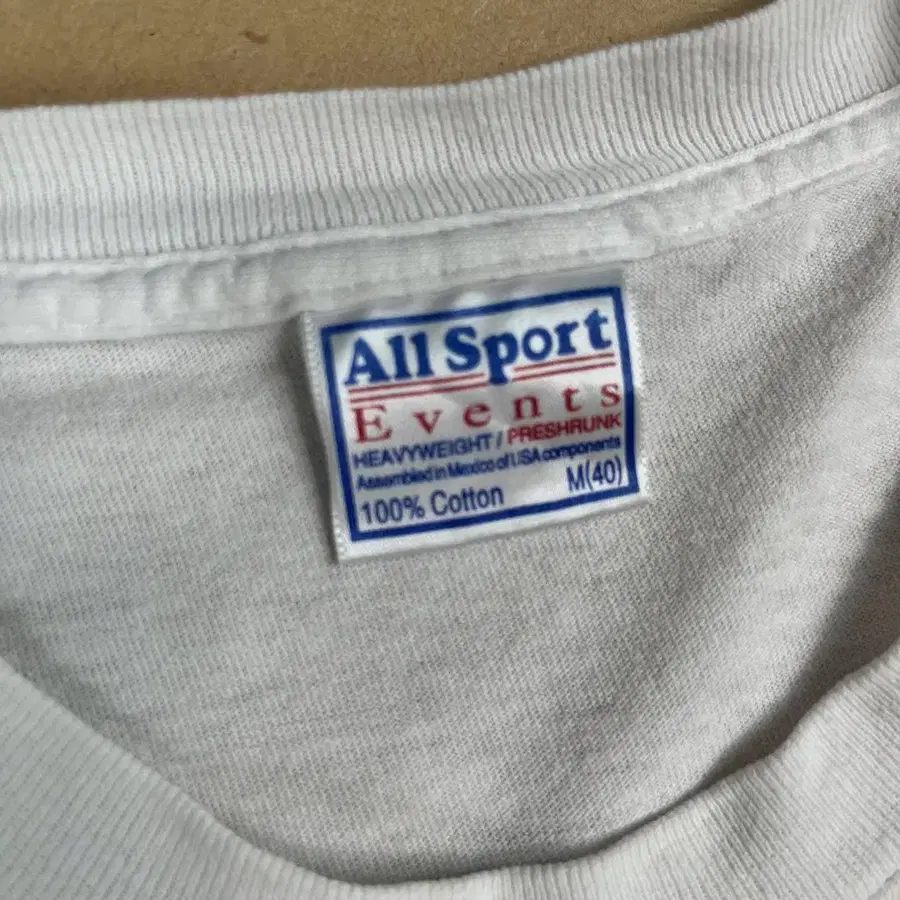 All Sport
Events
HEAVYWEIGHT / PRESHRUNK
Assembled in Mexico of USA components
100% Cotton M(40)